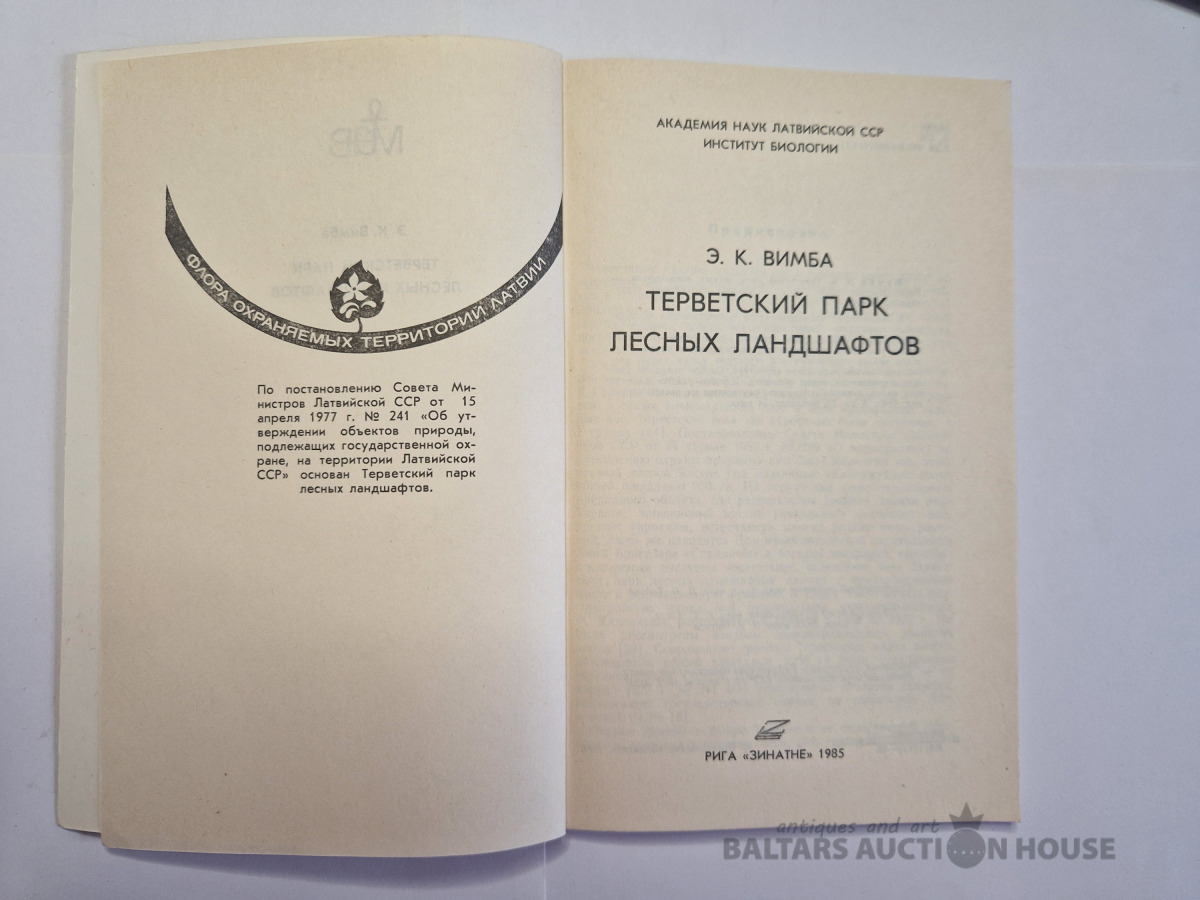 ФЛОРА ОХРАНЯЕМЫХ ТЕРРИТОРИЙ ЛАТВИИ
По постановлению Совета Ми-
нистров Латвийской ССР от 15
апреля 1977 г. № 241 «Об ут-
верждении объектов природы,
подлежащих государственной ох-
ране, на территории Латвийской
ССР» основан Терветский парк
лесных ландшафтов.
АКАДЕМИЯ НАУК ЛАТВИЙСКОЙ ССР
ИНСТИТУТ БИОЛОГИИ
Э. К. ВИМБА
ТЕРВЕТСКИЙ ПАРК
ЛЕСНЫХ ЛАНДШАФТОВ
РИГА «ЗИНАТНЕ» 1985
antiques and art
BALTARS AUCTION HOUSE